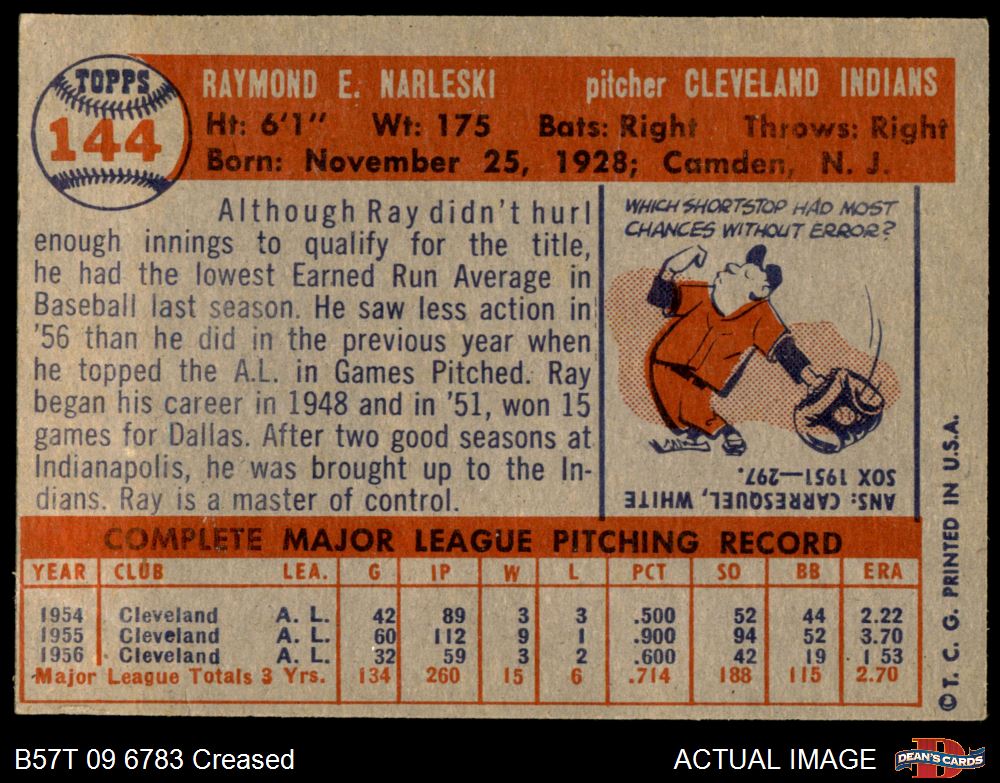 TOPPS
144
RAYMOND E. NARLESKI pitcher CLEVELAND INDIANS
Ht: 6'1" Wt: 175 Bats: Right Throws: Right
Born: November 25, 1928; Camden, N. J.
Although Ray didn't hurl
enough innings to qualify for the title,
he had the lowest Earned Run Average in
Baseball last season. He saw less action in
'56 than he did in the previous year when
he topped the A.L. in Games Pitched. Ray
began his career in 1948 and in '51, won 15
games for Dallas. After two good seasons at
Indianapolis, he was brought up to the In-
dians. Ray is a master of control.
WHICH SHORTSTOP HAD MOST
CHANCES WITHOUT ERROR?
ANS: CARRESQUEL, WHITE
SOX 1951—297.
COMPLETE MAJOR LEAGUE PITCHING RECORD
YEAR CLUB LEA. G IP W L PCT SO BB ERA
1954 Cleveland A. L. 42 89 3 3 .500 52 44 2.22
1955 Cleveland A. L. 60 112 9 1 .900 94 52 3.70
1956 Cleveland A. L. 32 59 3 2 .600 42 19 1 53
Major League Totals 3 Yrs. 134 260 15 6 .714 188 115 2.70
©T. C. G. PRINTED IN U.S.A.
B57T 09 6783 Creased
ACTUAL IMAGE
D
DEAN'S CARDS